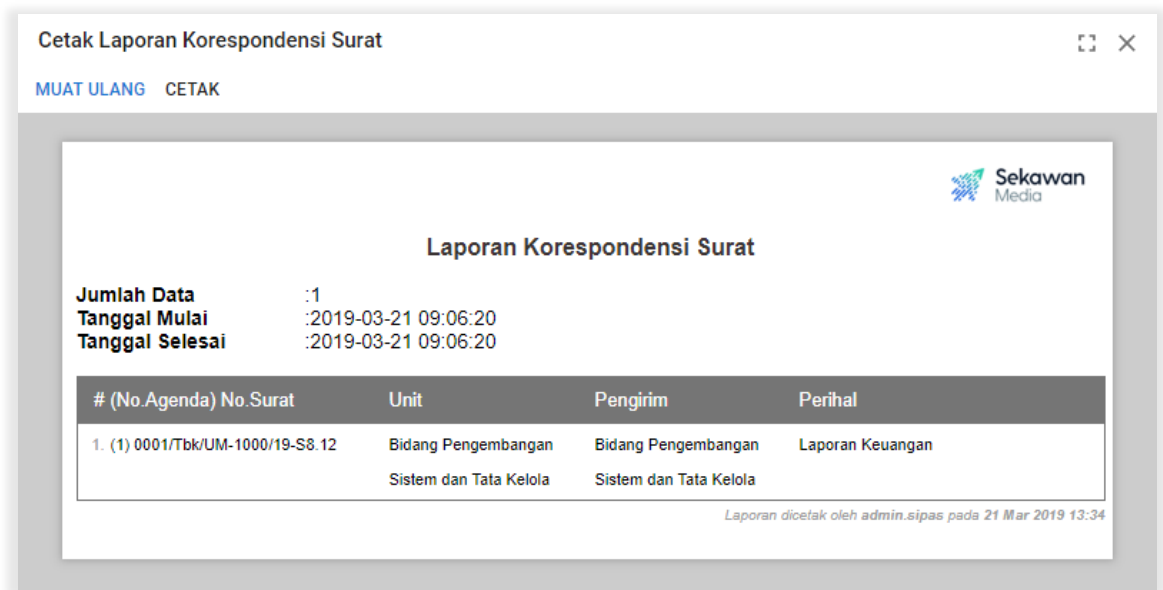 Cetak Laporan Korespondensi Surat
MUAT ULANG CETAK
Sekawan
Media
Laporan Korespondensi Surat
Jumlah Data :1
Tanggal Mulai :2019-03-21 09:06:20
Tanggal Selesai :2019-03-21 09:06:20
# (No.Agenda) No.Surat Unit Pengirim Perihal
1. (1) 0001/Tbk/UM-1000/19-S8.12 Bidang Pengembangan Bidang Pengembangan Laporan Keuangan
Sistem dan Tata Kelola Sistem dan Tata Kelola
Laporan dicetak oleh admin.sipas pada 21 Mar 2019 13:34